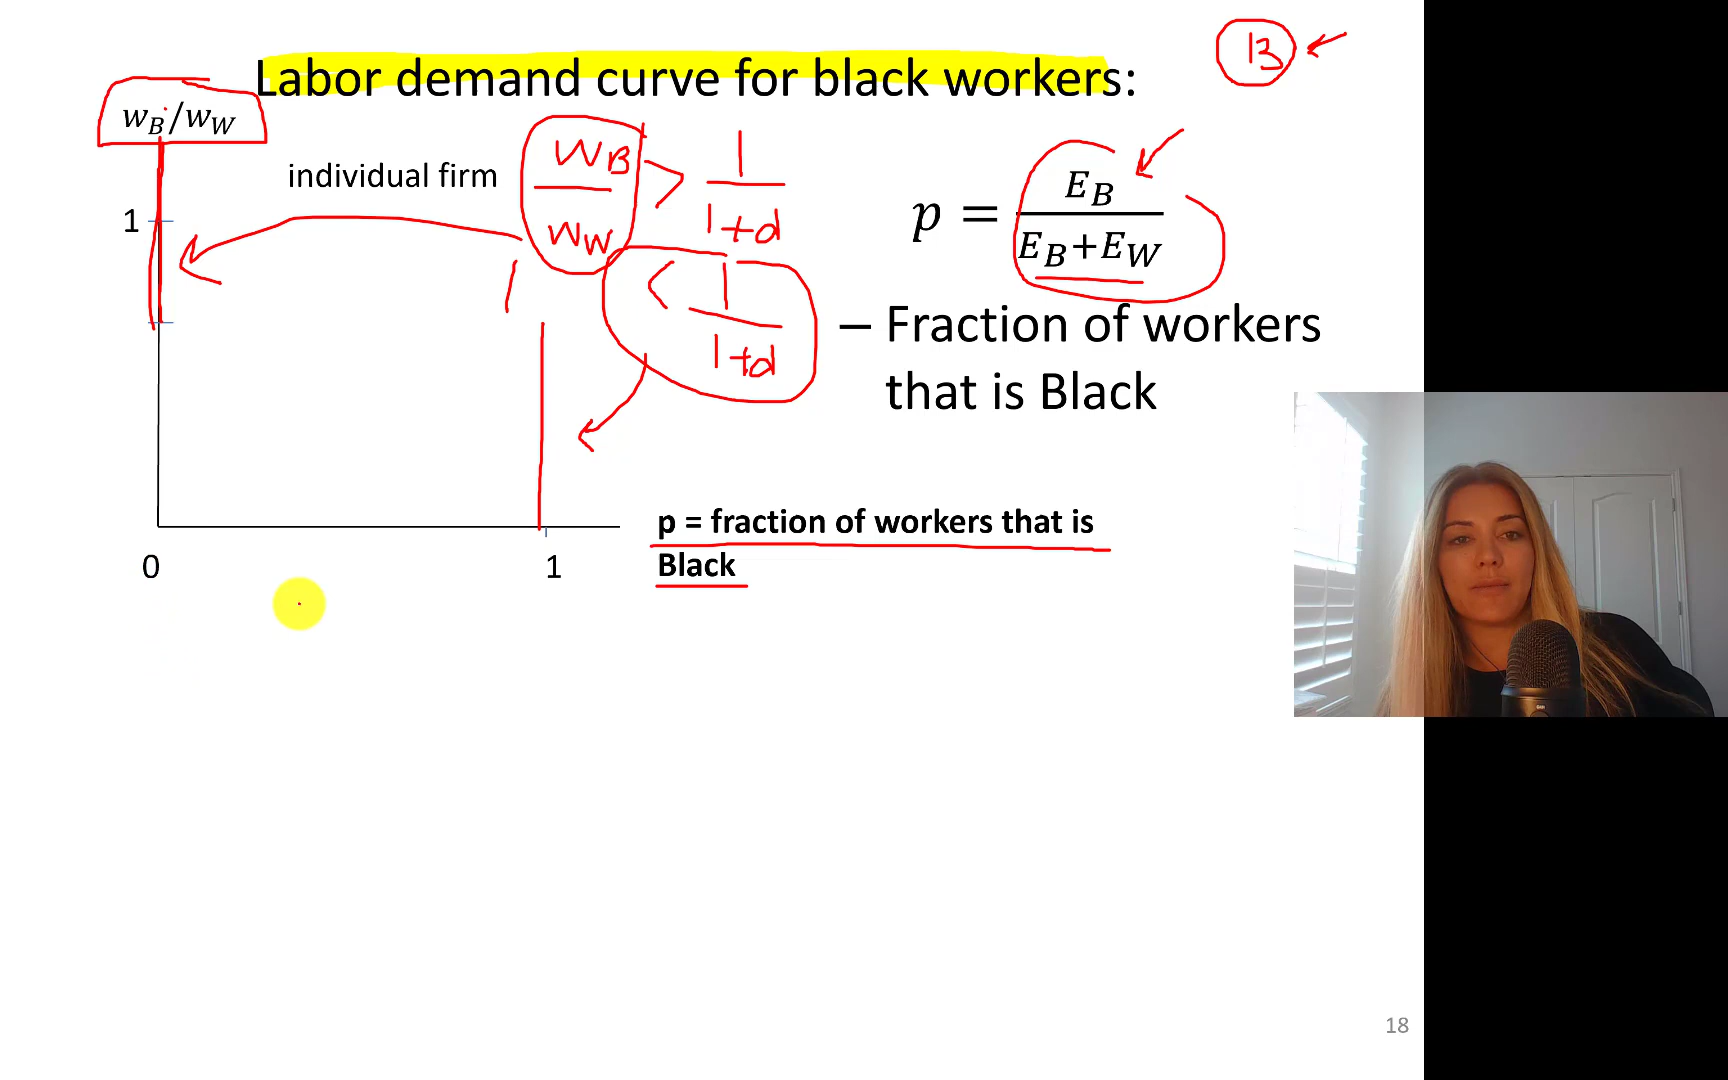 Labor demand curve for black workers:
13
w_B/w_W
individual firm
W_B / W_W > 1 / 1+d
< 1 / 1+d
1
p = E_B / E_B+E_W
– Fraction of workers
that is Black
p = fraction of workers that is
Black
0
1
18